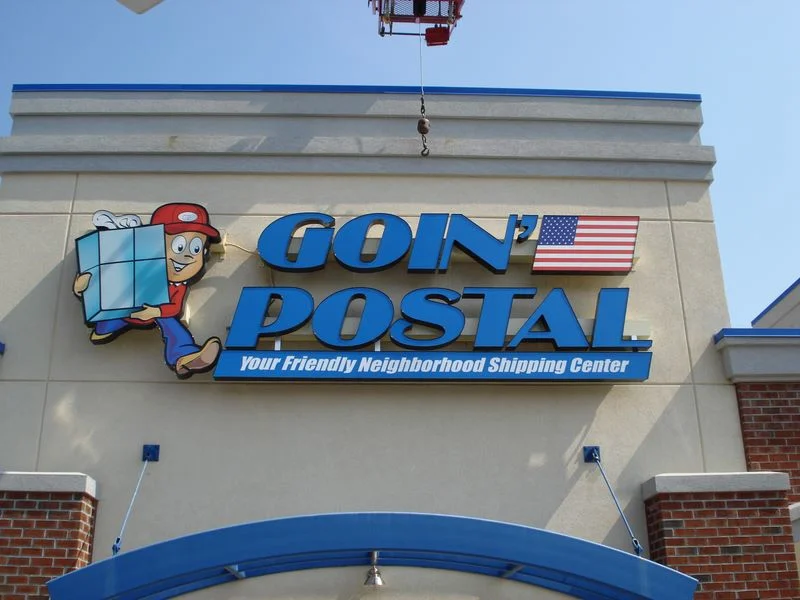 GOIN'
POSTAL
Your Friendly Neighborhood Shipping Center